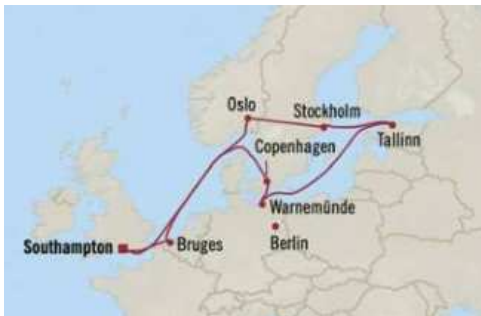 Oslo
Stockholm
Copenhagen
Tallinn
Warnemünde
Southampton
Bruges
Berlin